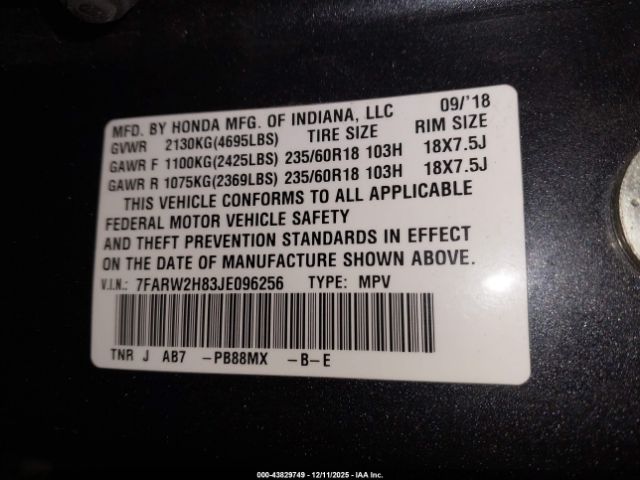 MFD. BY HONDA MFG. OF INDIANA, LLC 09/'18
GVWR 2130KG(4695LBS) TIRE SIZE RIM SIZE
GAWR F 1100KG(2425LBS) 235/60R18 103H 18X7.5J
GAWR R 1075KG(2369LBS) 235/60R18 103H 18X7.5J
THIS VEHICLE CONFORMS TO ALL APPLICABLE
FEDERAL MOTOR VEHICLE SAFETY
AND THEFT PREVENTION STANDARDS IN EFFECT
ON THE DATE OF MANUFACTURE SHOWN ABOVE.
V.I.N.: 7FARW2H83JE096256 TYPE: MPV
TNR J AB7 -PB88MX -B-E
000-43829749 - 12/11/2025 - IAA Inc.